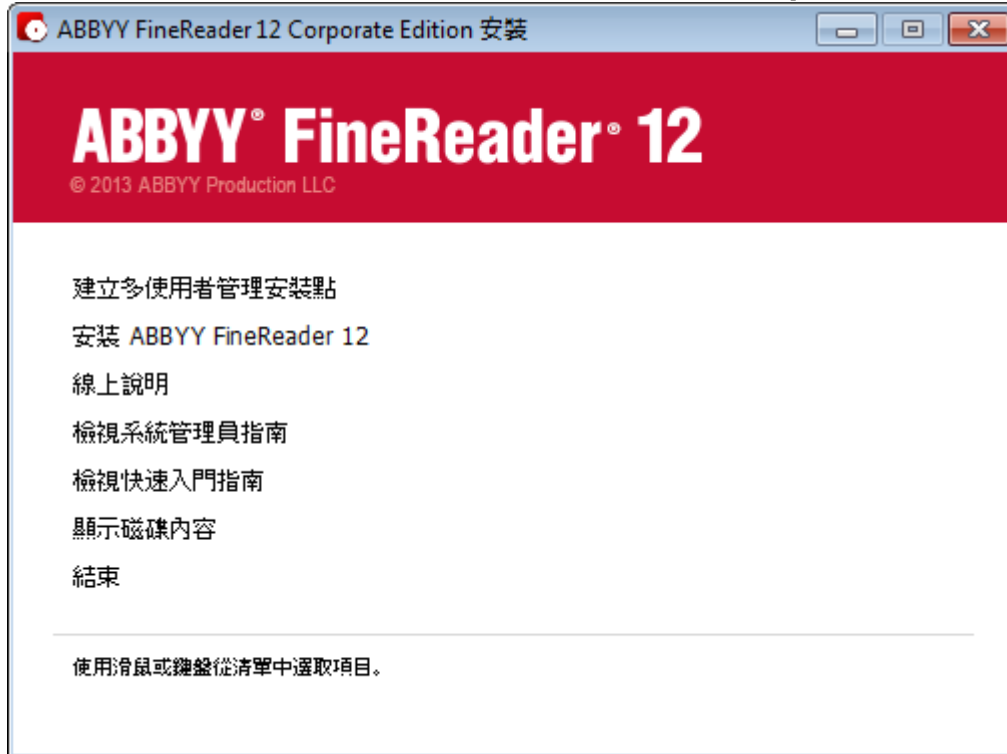 ABBYY FineReader 12 Corporate Edition 安裝
ABBYY® FineReader® 12
© 2013 ABBYY Production LLC
建立多使用者管理安裝點
安裝 ABBYY FineReader 12
線上說明
檢視系統管理員指南
檢視快速入門指南
顯示磁碟內容
結束
使用滑鼠或鍵盤從清單中選取項目。